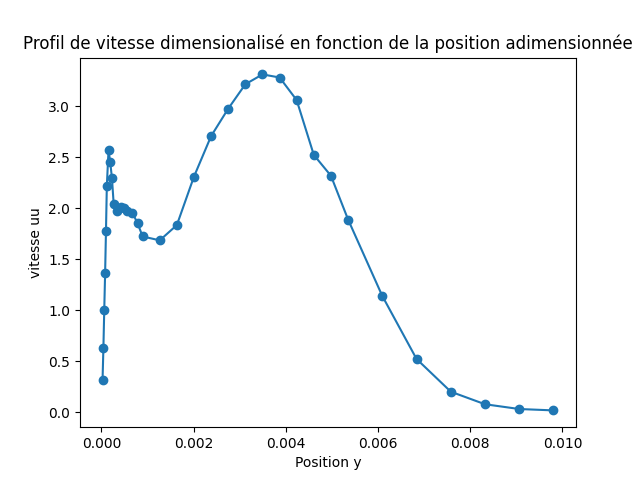 Profil de vitesse dimensionalisé en fonction de la position adimensionnée
3.0
2.5
2.0
1.5
1.0
0.5
0.0
vitesse uu
0.000 0.002 0.004 0.006 0.008 0.010
Position y